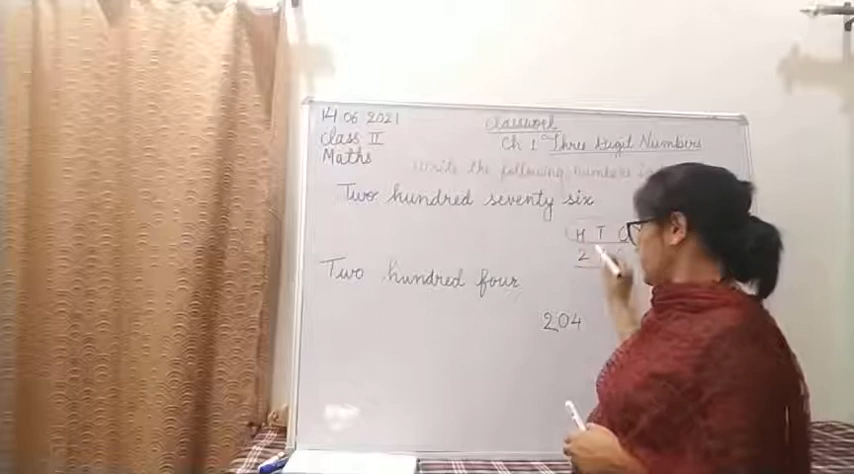 14 06 2021 Classwork
Class II Ch 1 Three Digit Numbers
Maths
Write the following numbers
Two hundred seventy six
H T O
2
Two hundred four
204